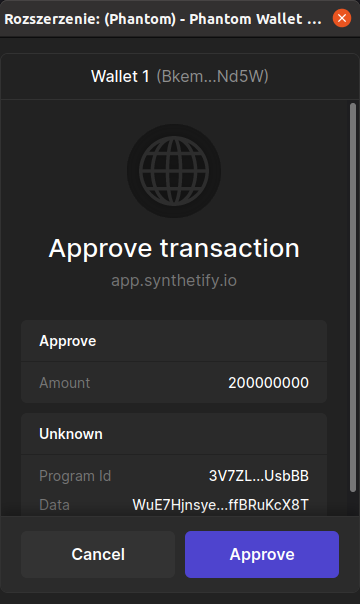 Rozszerzenie: (Phantom) - Phantom Wallet ...
Wallet 1 (Bkem...Nd5W)
Approve transaction
app.synthetify.io
Approve
Amount 200000000
Unknown
Program Id 3V7ZL...UsbBB
Data WuE7Hjnsye...ffBRuKcX8T
Cancel Approve